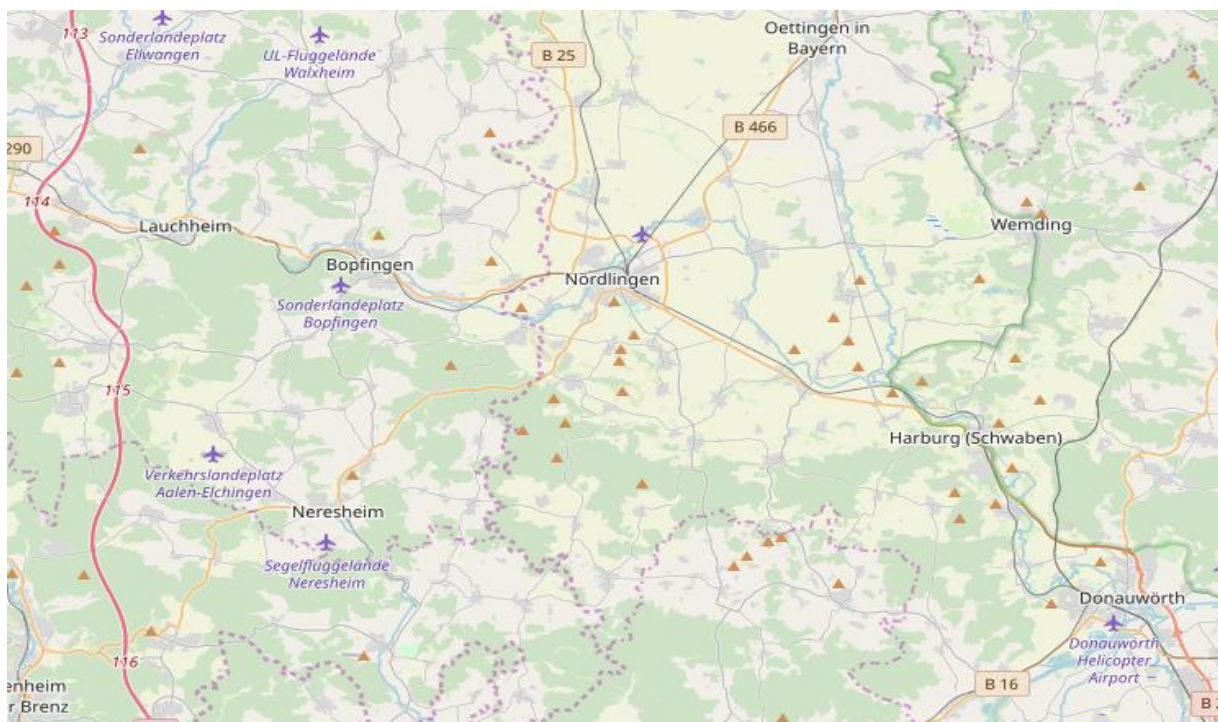 113
Sonderlandeplatz
Ellwangen
UL-Fluggelände
Walxheim
B 25
Oettingen in
Bayern
B 466
290
114
Lauchheim
Wemding
Bopfingen
Nördlingen
Sonderlandeplatz
Bopfingen
115
Harburg (Schwaben)
Verkehrslandeplatz
Aalen-Elchingen
Neresheim
Segelfluggelände
Neresheim
Donauwörth
Donauwörth
Helicopter
Airport
116
enheim
r Brenz
B 16
B 2